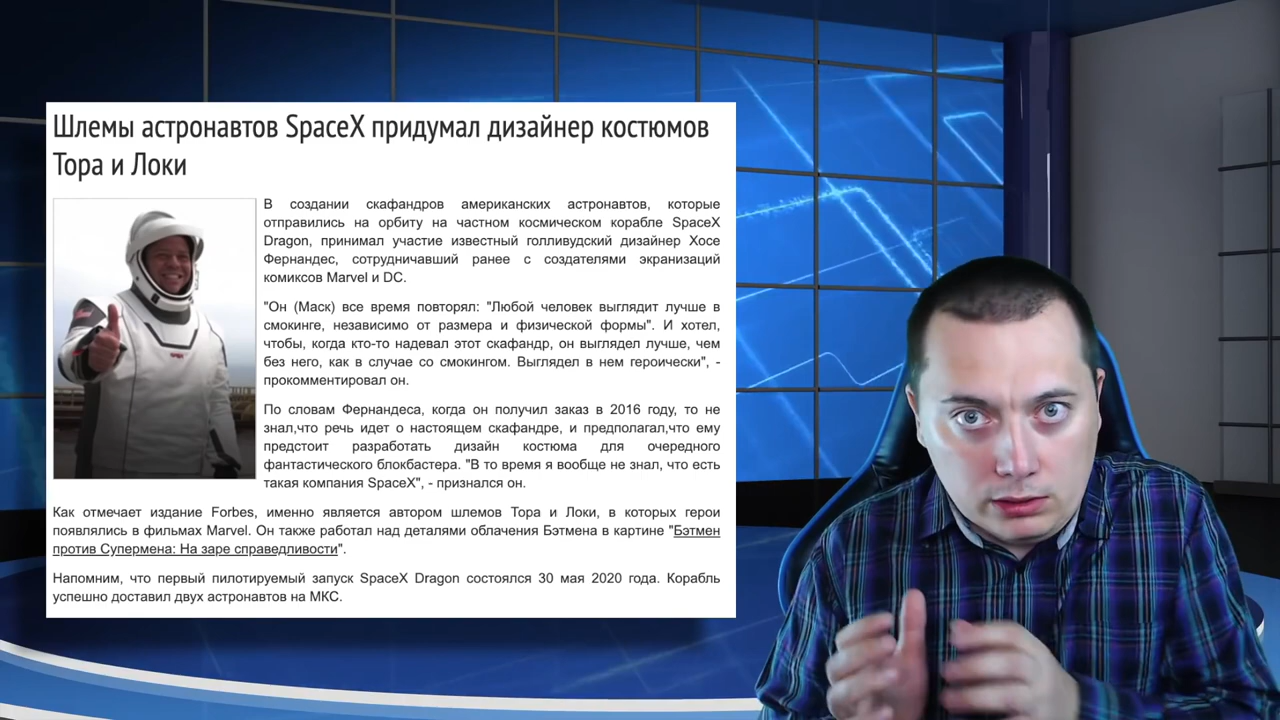 Шлемы астронавтов SpaceX придумал дизайнер костюмов
Тора и Локи
В создании скафандров американских астронавтов, которые
отправились на орбиту на частном космическом корабле SpaceX
Dragon, принимал участие известный голливудский дизайнер Хосе
Фернандес, сотрудничавший ранее с создателями экранизаций
комиксов Marvel и DC.
"Он (Маск) все время повторял: "Любой человек выглядит лучше в
смокинге, независимо от размера и физической формы". И хотел,
чтобы, когда кто-то надевал этот скафандр, он выглядел лучше, чем
без него, как в случае со смокингом. Выглядел в нем героически", -
прокомментировал он.
По словам Фернандеса, когда он получил заказ в 2016 году, то не
знал,что речь идет о настоящем скафандре, и предполагал,что ему
предстоит разработать дизайн костюма для очередного
фантастического блокбастера. "В то время я вообще не знал, что есть
такая компания SpaceX", - признался он.
Как отмечает издание Forbes, именно является автором шлемов Тора и Локи, в которых герои
появлялись в фильмах Marvel. Он также работал над деталями облачения Бэтмена в картине "Бэтмен
против Супермена: На заре справедливости".
Напомним, что первый пилотируемый запуск SpaceX Dragon состоялся 30 мая 2020 года. Корабль
успешно доставил двух астронавтов на МКС.